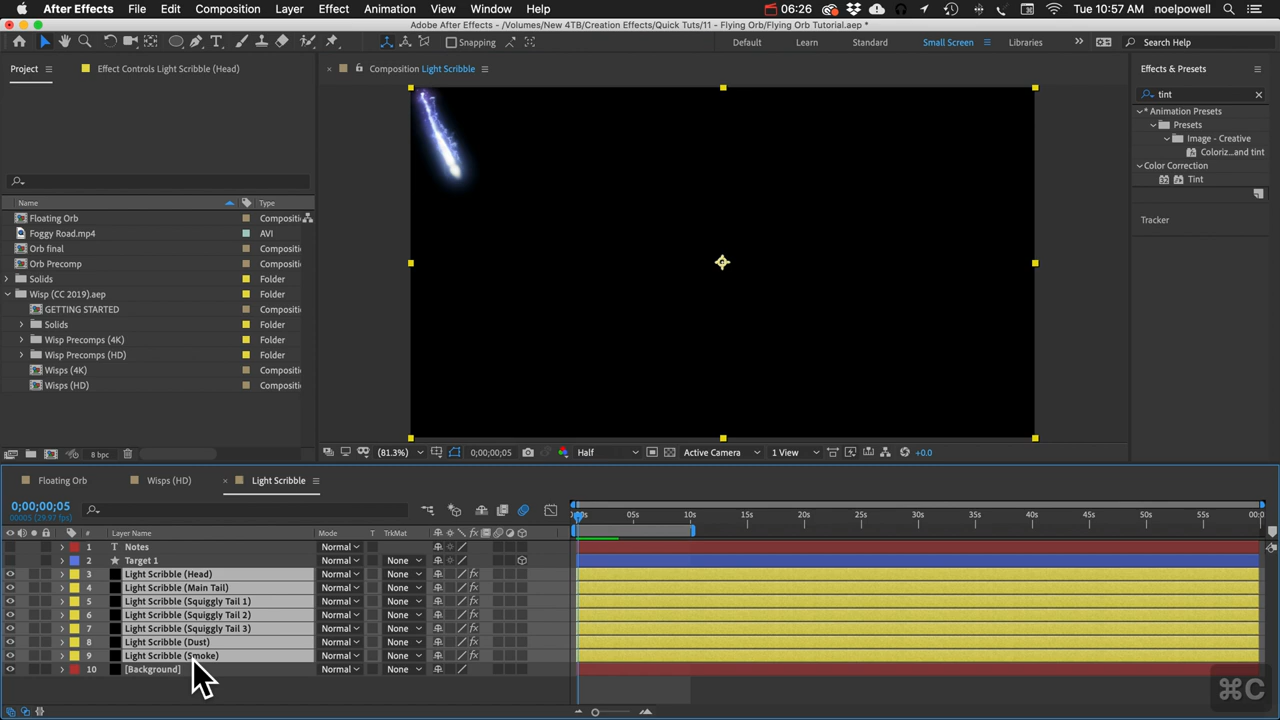 After Effects File Edit Composition Layer Effect Animation View Window Help 06:26 Tue 10:57 AM noelpowell
Adobe After Effects - /Volumes/New 4TB/Creation Effects/Quick Tuts/11 - Flying Orb/Flying Orb Tutorial.aep *
Snapping Default Learn Standard Small Screen Libraries Search Help
Project Effect Controls Light Scribble (Head) Composition Light Scribble Effects & Presets
tint
* Animation Presets
Presets
Image - Creative
Coloriz...and tint
Color Correction
32 Tint
Tracker
Name Type
Floating Orb Compositi
Foggy Road.mp4 AVI
Orb final Compositi
Orb Precomp Compositi
Solids Folder
Wisp (CC 2019).aep Folder
GETTING STARTED Compositi
Solids Folder
Wisp Precomps (4K) Folder
Wisp Precomps (HD) Folder
Wisps (4K) Compositi
Wisps (HD) Compositi
8 bpc (81.3%) 0;00;00;05 Half Active Camera 1 View +0.0
Floating Orb Wisps (HD) Light Scribble
0;00;00;05
00005 (29.97 fps)
:00s 05s 10s 15s 20s 25s 30s 35s 40s 45s 50s 55s 00:0
# Layer Name Mode T TrkMat
1 T Notes Normal
2 Target 1 Normal None
3 Light Scribble (Head) Normal None
4 Light Scribble (Main Tail) Normal None
5 Light Scribble (Squiggly Tail 1) Normal None
6 Light Scribble (Squiggly Tail 2) Normal None
7 Light Scribble (Squiggly Tail 3) Normal None
8 Light Scribble (Dust) Normal None
9 Light Scribble (Smoke) Normal None
10 [Background] Normal None
⌘C